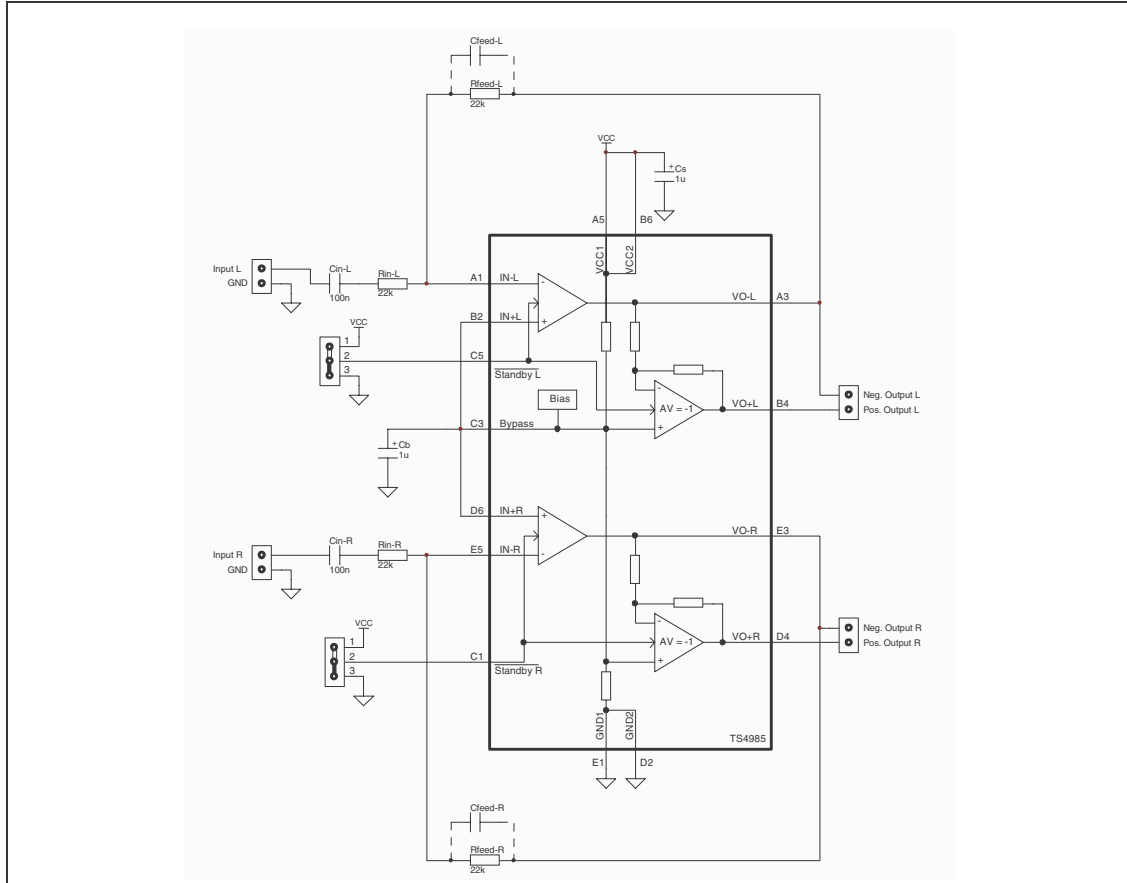 Cfeed-L
Rfeed-L
22k
VCC
+
Cs
1u
A5
B6
VCC1
VCC2
Input L
GND
Cin-L
100n
Rin-L
22k
A1
IN-L
-
VO-L
A3
B2
IN+L
+
VCC
1
2
3
C5
Standby L
Bias
-
AV = -1
+
VO+L
B4
Neg. Output L
Pos. Output L
C3
Bypass
+
Cb
1u
D6
IN+R
+
VO-R
E3
Input R
GND
Cin-R
100n
Rin-R
22k
E5
IN-R
-
VCC
1
2
3
C1
Standby R
-
AV = -1
+
VO+R
D4
Neg. Output R
Pos. Output R
GND1
GND2
TS4985
E1
D2
Cfeed-R
Rfeed-R
22k